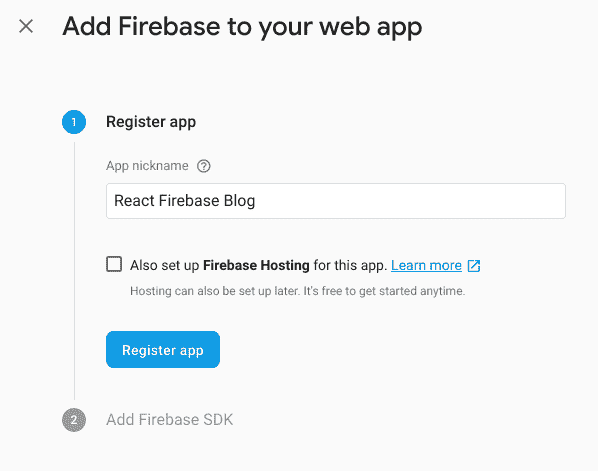 Add Firebase to your web app
1
Register app
App nickname
React Firebase Blog
Also set up Firebase Hosting for this app. Learn more
Hosting can also be set up later. It's free to get started anytime.
Register app
2
Add Firebase SDK